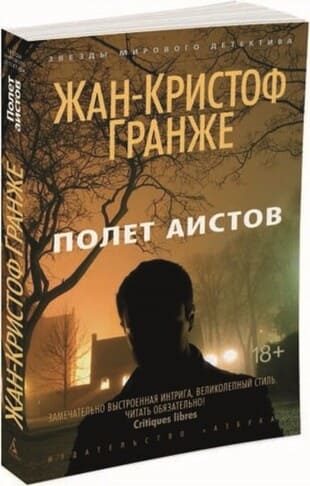 ЗВЕЗДЫ МИРОВОГО ДЕТЕКТИВА
ЖАН-КРИСТОФ
ГРАНЖЕ
ПОЛЕТ АИСТОВ
18+
ЗАМЕЧАТЕЛЬНО ВЫСТРОЕННАЯ ИНТРИГА, ВЕЛИКОЛЕПНЫЙ СТИЛЬ.
ЧИТАТЬ ОБЯЗАТЕЛЬНО!
Critiques libres
ИЗДАТЕЛЬСТВО «АЗБУКА»
Полет
аистов
ЖАН-КРИСТОФ ГРАНЖЕ